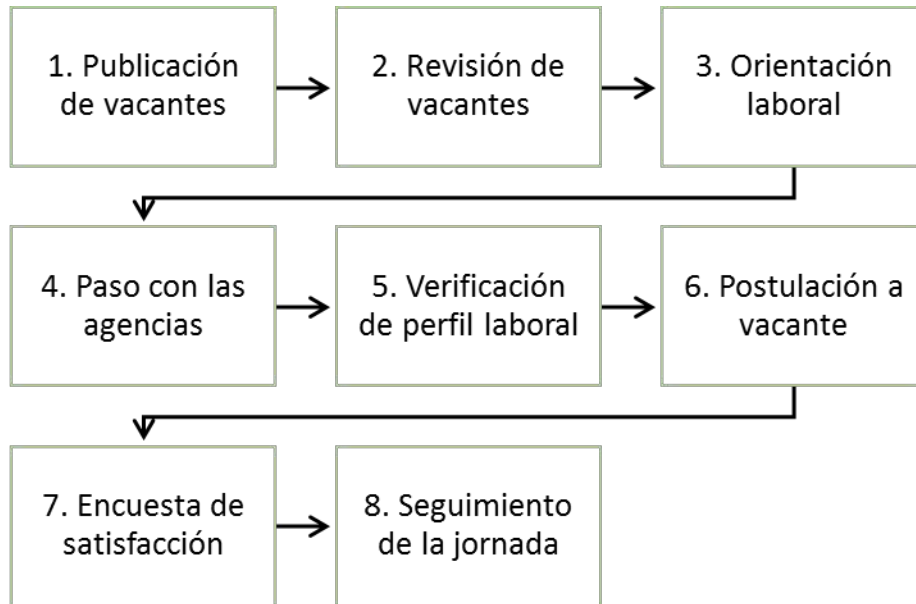 1. Publicación
de vacantes
2. Revisión de
vacantes
3. Orientación
laboral
4. Paso con las
agencias
5. Verificación
de perfil laboral
6. Postulación a
vacante
7. Encuesta de
satisfacción
8. Seguimiento
de la jornada